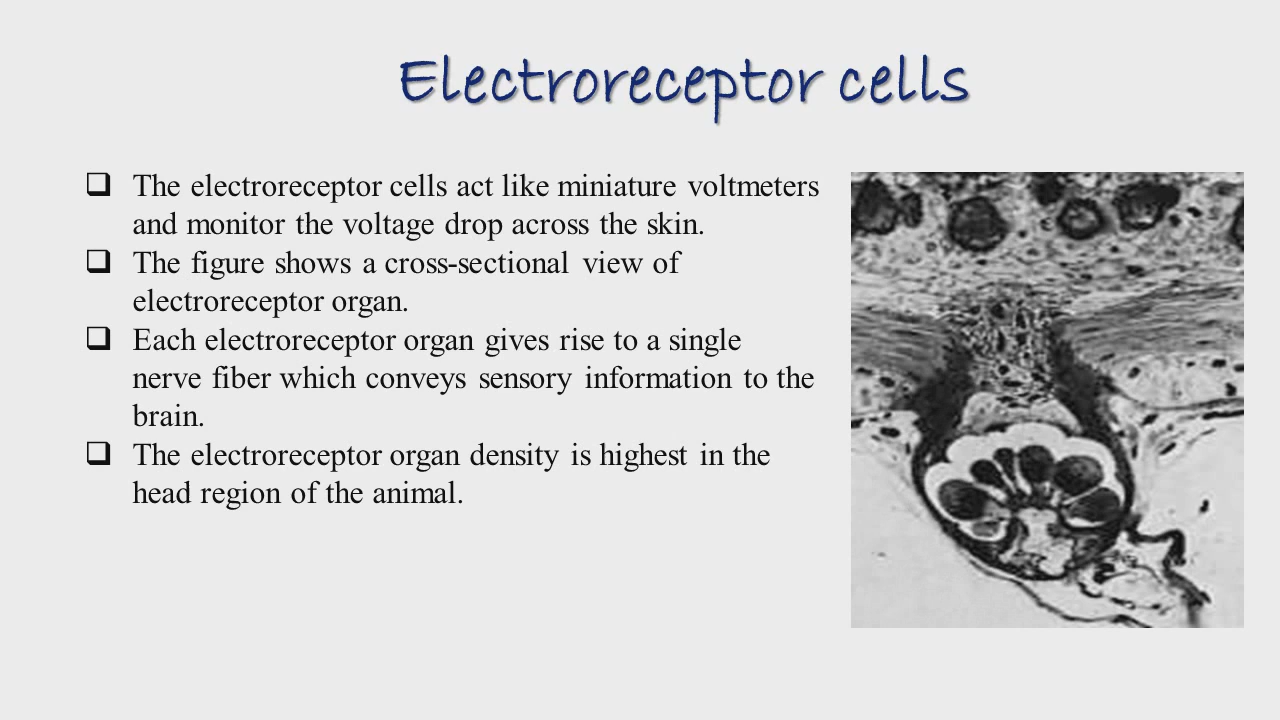 Electroreceptor cells
❑ The electroreceptor cells act like miniature voltmeters
and monitor the voltage drop across the skin.
❑ The figure shows a cross-sectional view of
electroreceptor organ.
❑ Each electroreceptor organ gives rise to a single
nerve fiber which conveys sensory information to the
brain.
❑ The electroreceptor organ density is highest in the
head region of the animal.